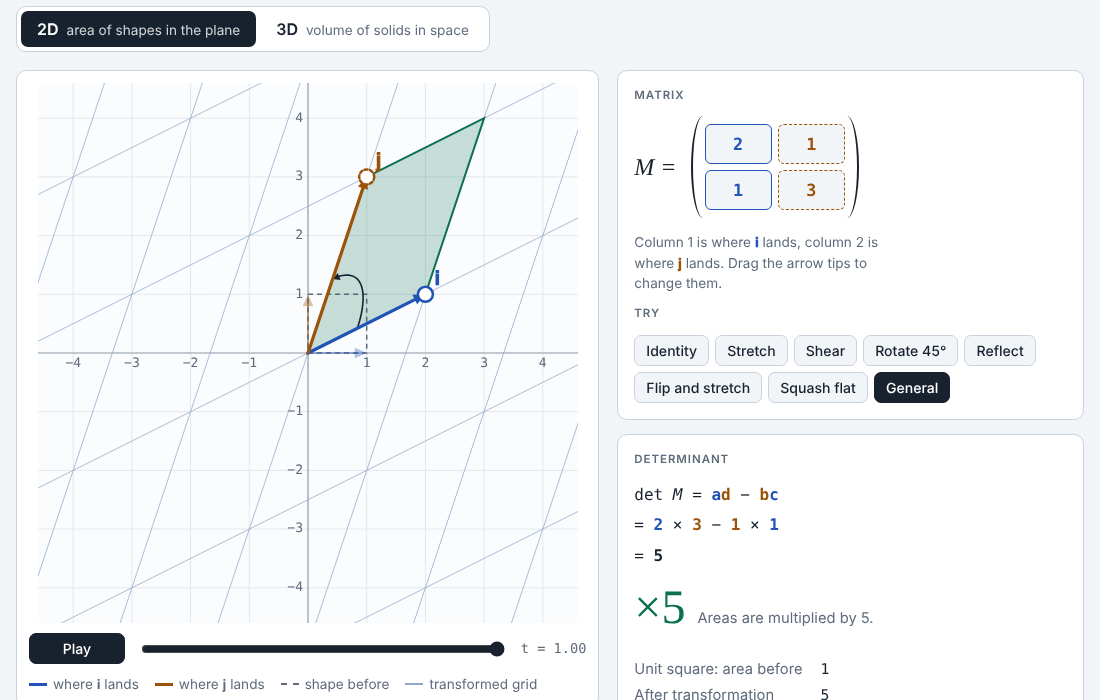 2D area of shapes in the plane 3D volume of solids in space
MATRIX
M = ( 2 1
1 3 )
Column 1 is where i lands, column 2 is
where j lands. Drag the arrow tips to
change them.
TRY
Identity Stretch Shear Rotate 45° Reflect
Flip and stretch Squash flat General
4
3
2
1
−4 −3 −2 −1 1 2 3 4
−1
−2
−3
−4
j
i
Play t = 1.00
where i lands where j lands shape before transformed grid
DETERMINANT
det M = ad − bc
= 2 × 3 − 1 × 1
= 5
×5 Areas are multiplied by 5.
Unit square: area before 1
After transformation 5